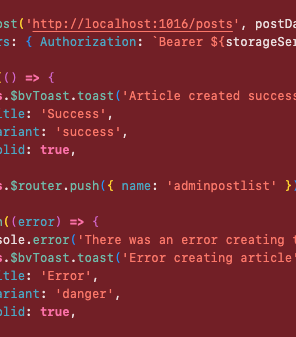 ost('http://localhost:1016/posts', postDa
rs: { Authorization: `Bearer ${storageSer
(() => {
s.$bvToast.toast('Article created success
itle: 'Success',
ariant: 'success',
olid: true,
s.$router.push({ name: 'adminpostlist' })
h((error) => {
sole.error('There was an error creating t
s.$bvToast.toast('Error creating article'
itle: 'Error',
ariant: 'danger',
olid: true,